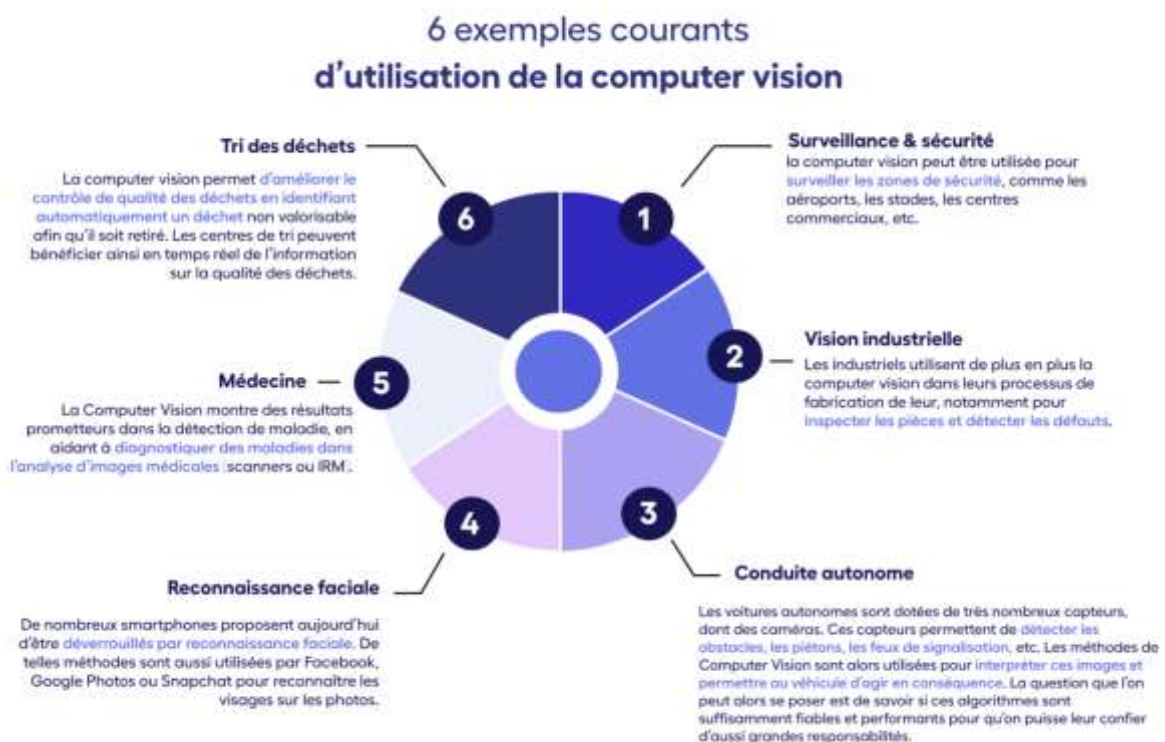 6 exemples courants
d'utilisation de la computer vision
Surveillance & sécurité
la computer vision peut être utilisée pour
surveiller les zones de sécurité, comme les
aéroports, les stades, les centres
commerciaux, etc.
1
Vision industrielle
Les industriels utilisent de plus en plus la
computer vision dans leurs processus de
fabrication de leur, notamment pour
inspecter les pièces et détecter les défauts.
2
Conduite autonome
Les voitures autonomes sont dotées de très nombreux capteurs,
dont des caméras. Ces capteurs permettent de détecter les
obstacles, les piétons, les feux de signalisation, etc. Les méthodes de
Computer Vision sont alors utilisées pour interpréter ces images et
permettre au véhicule d'agir en conséquence. La question que l'on
peut alors se poser est de savoir si ces algorithmes sont
suffisamment fiables et performants pour qu'on puisse leur confier
d'aussi grandes responsabilités.
3
Reconnaissance faciale
De nombreux smartphones proposent aujourd'hui
d'être déverrouillés par reconnaissance faciale. De
telles méthodes sont aussi utilisées par Facebook,
Google Photos ou Snapchat pour reconnaître les
visages sur les photos.
4
Médecine
La Computer Vision montre des résultats
prometteurs dans la détection de maladie, en
aidant à diagnostiquer des maladies dans
l'analyse d'images médicales (scanners ou IRM).
5
Tri des déchets
La computer vision permet d'améliorer le
contrôle de qualité des déchets en identifiant
automatiquement un déchet non valorisable
afin qu'il soit retiré. Les centres de tri peuvent
bénéficier ainsi en temps réel de l'information
sur la qualité des déchets.
6